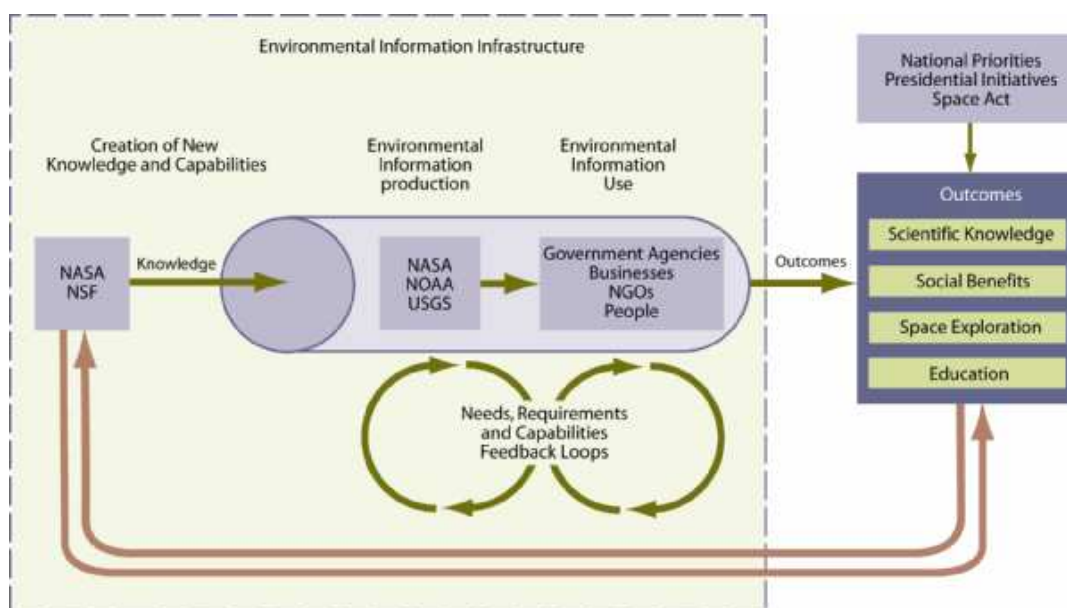 Environmental Information Infrastructure
National Priorities
Presidential Initiatives
Space Act
Creation of New
Knowledge and Capabilities
Environmental
Information
production
Environmental
Information
Use
Outcomes
Scientific Knowledge
Social Benefits
Space Exploration
Education
NASA
NSF
Knowledge
NASA
NOAA
USGS
Government Agencies
Businesses
NGOs
People
Outcomes
Needs, Requirements
and Capabilities
Feedback Loops